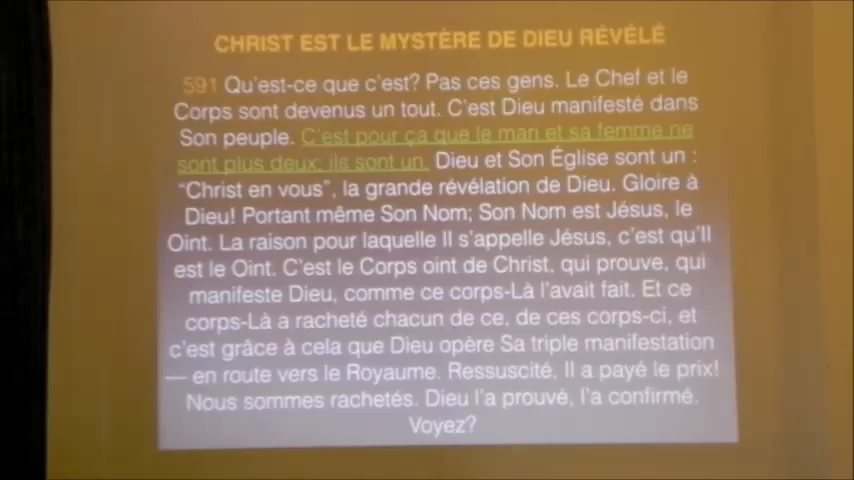 CHRIST EST LE MYSTÈRE DE DIEU RÉVÉLÉ
591 Qu'est-ce que c'est? Pas ces gens. Le Chef et le
Corps sont devenus un tout. C'est Dieu manifesté dans
Son peuple. C'est pour ça que le mari et sa femme ne
sont plus deux; ils sont un. Dieu et Son Église sont un :
“Christ en vous”, la grande révélation de Dieu. Gloire à
Dieu! Portant même Son Nom; Son Nom est Jésus, le
Oint. La raison pour laquelle Il s'appelle Jésus, c'est qu'Il
est le Oint. C'est le Corps oint de Christ, qui prouve, qui
manifeste Dieu, comme ce corps-Là l'avait fait. Et ce
corps-Là a racheté chacun de ce, de ces corps-ci, et
c'est grâce à cela que Dieu opère Sa triple manifestation
— en route vers le Royaume. Ressuscité, Il a payé le prix!
Nous sommes rachetés. Dieu l'a prouvé, l'a confirmé.
Voyez?